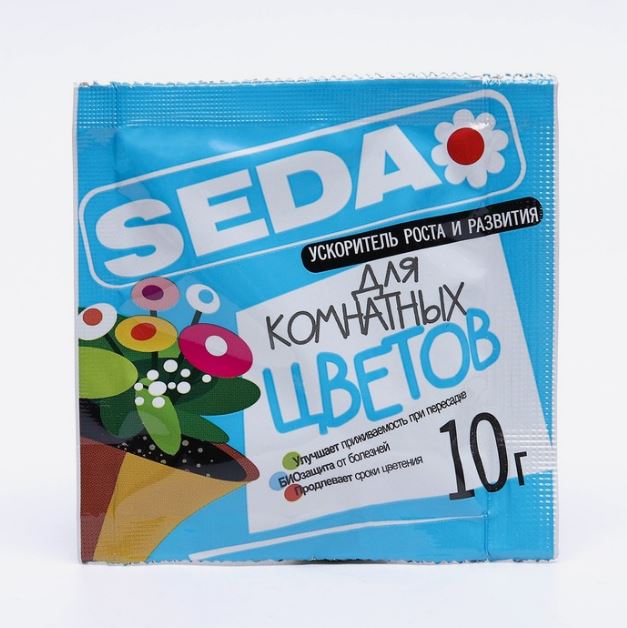 SEDA
УСКОРИТЕЛЬ РОСТА И РАЗВИТИЯ
ДЛЯ
КОМНАТНЫХ
ЦВЕТОВ
Улучшает приживаемость при пересадке
БИОзащита от болезней
Продлевает сроки цветения
10г